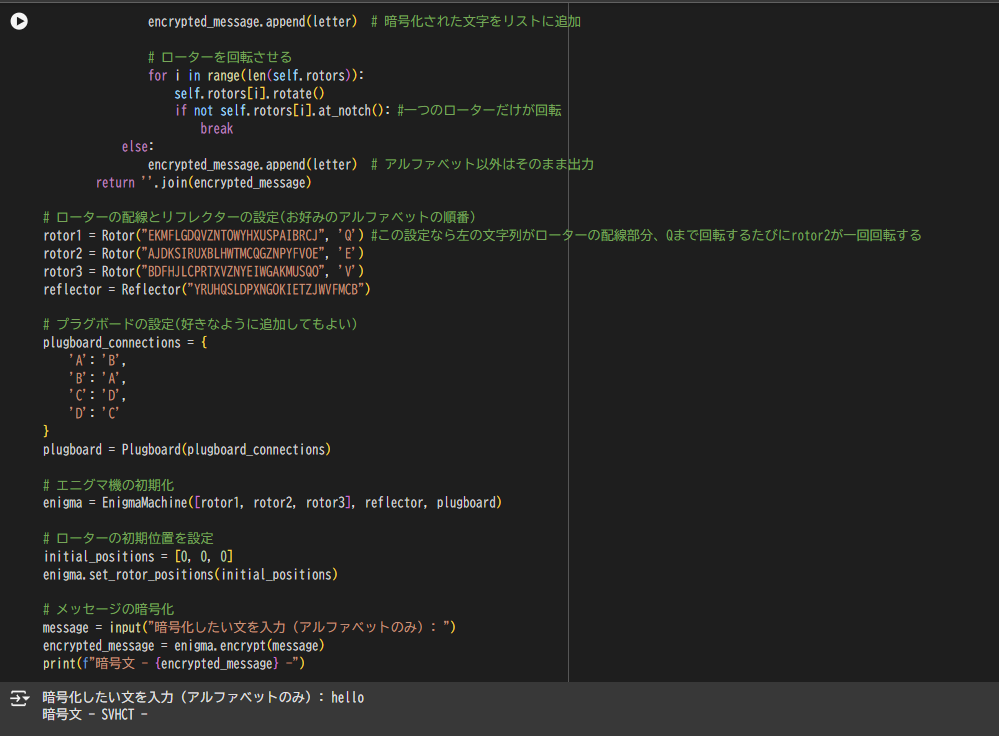 encrypted_message.append(letter)  # 暗号化された文字をリストに追加
# ローターを回転させる
for i in range(len(self.rotors)):
self.rotors[i].rotate()
if not self.rotors[i].at_notch(): #一つのローターだけが回転
break
else:
encrypted_message.append(letter)  # アルファベット以外はそのまま出力
return ''.join(encrypted_message)
# ローターの配線とリフレクターの設定(お好みのアルファベットの順番)
rotor1 = Rotor("EKMFLGDQVZNTOWYHXUSPAIBRCJ", 'Q') #この設定なら左の文字列がローターの配線部分、Qまで回転するたびにrotor2が一回回転する
rotor2 = Rotor("AJDKSIRUXBLHWTMCQGZNPYFVOE", 'E')
rotor3 = Rotor("BDFHJLCPRTXVZNYEIWGAKMUSQO", 'V')
reflector = Reflector("YRUHQSLDPXNGOKIETZJWVFMCB")
# プラグボードの設定(好きなように追加してもよい)
plugboard_connections = {
'A': 'B',
'B': 'A',
'C': 'D',
'D': 'C'
}
plugboard = Plugboard(plugboard_connections)
# エニグマ機の初期化
enigma = EnigmaMachine([rotor1, rotor2, rotor3], reflector, plugboard)
# ローターの初期位置を設定
initial_positions = [0, 0, 0]
enigma.set_rotor_positions(initial_positions)
# メッセージの暗号化
message = input("暗号化したい文を入力（アルファベットのみ）: ")
encrypted_message = enigma.encrypt(message)
print(f"暗号文 - {encrypted_message} -")
暗号化したい文を入力（アルファベットのみ）: hello
暗号文 - SVHCT -